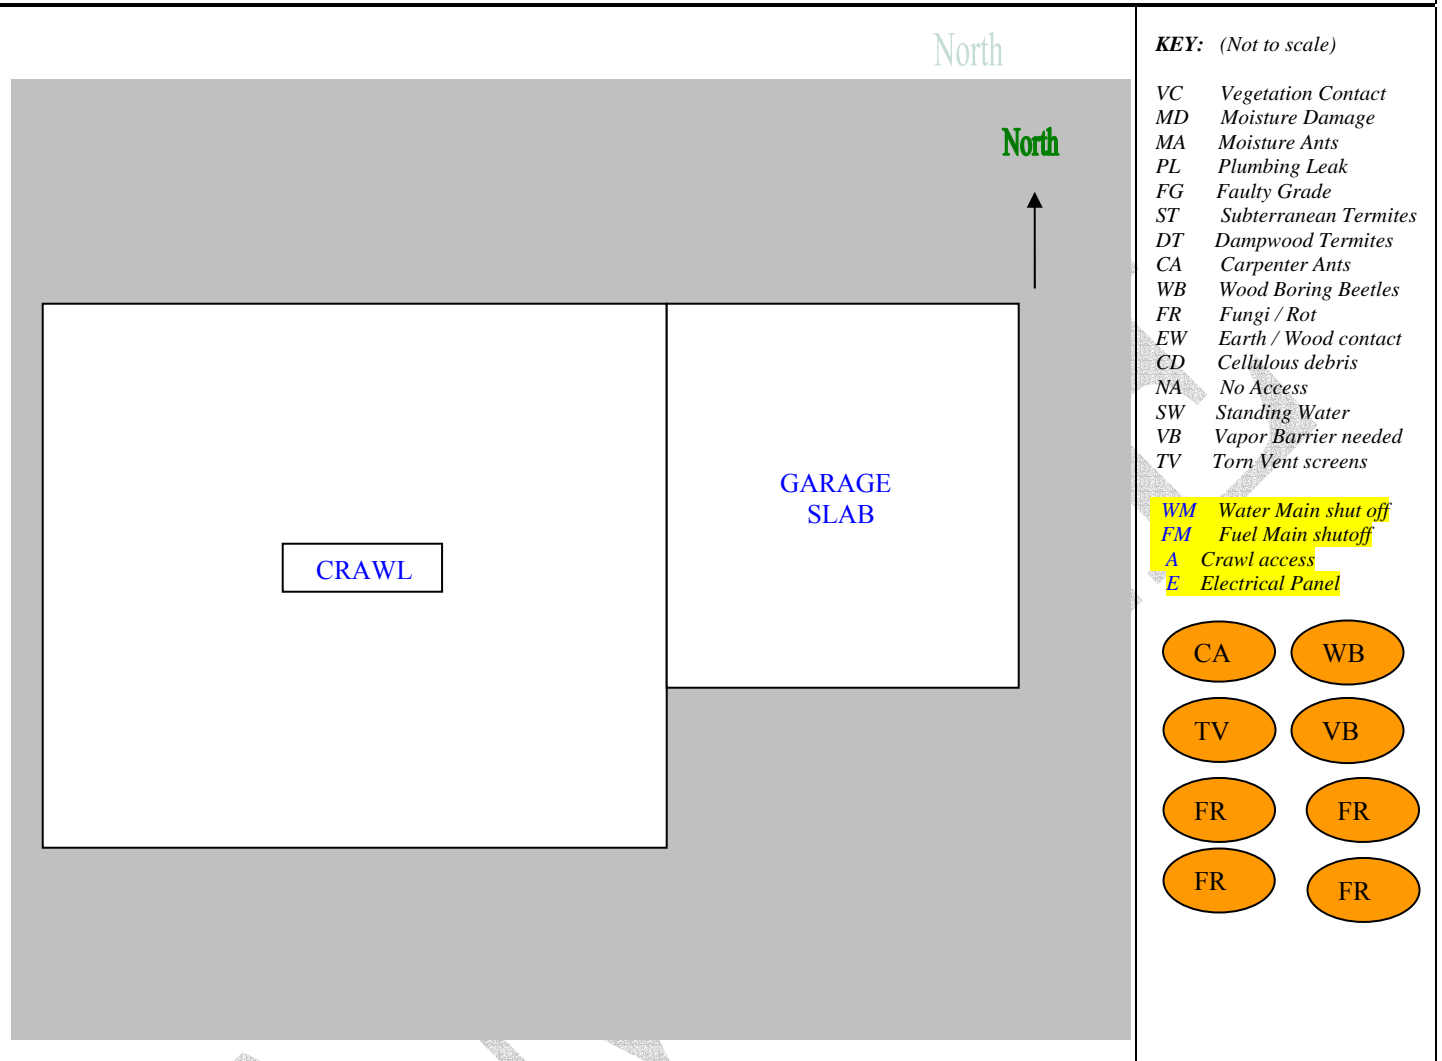 North
North
CRAWL
GARAGE
SLAB
KEY: (Not to scale)
VC Vegetation Contact
MD Moisture Damage
MA Moisture Ants
PL Plumbing Leak
FG Faulty Grade
ST Subterranean Termites
DT Dampwood Termites
CA Carpenter Ants
WB Wood Boring Beetles
FR Fungi / Rot
EW Earth / Wood contact
CD Cellulous debris
NA No Access
SW Standing Water
VB Vapor Barrier needed
TV Torn Vent screens
WM Water Main shut off
FM Fuel Main shutoff
A Crawl access
E Electrical Panel
CA WB
TV VB
FR FR
FR FR